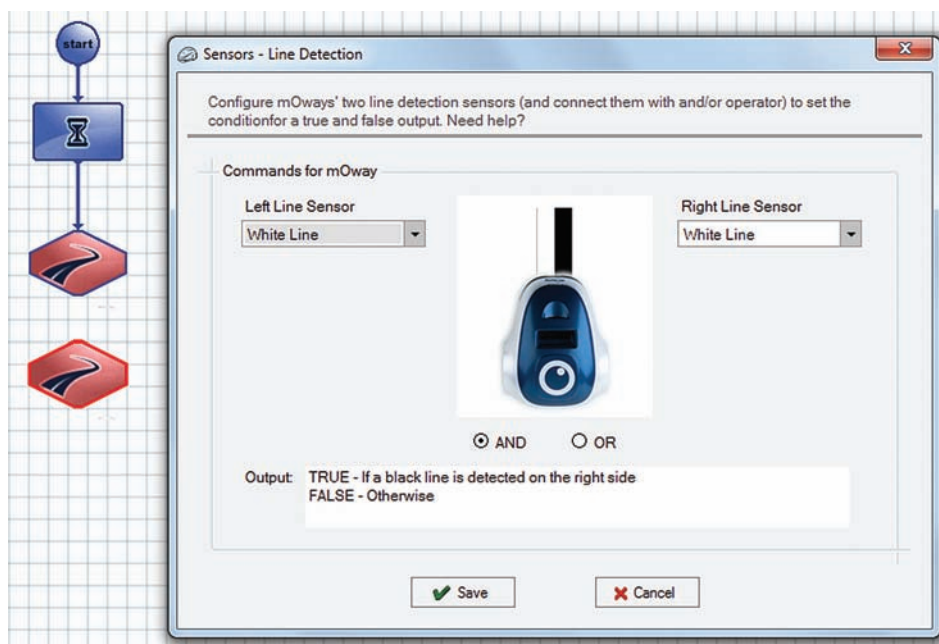 start
Sensors - Line Detection
Configure mOways' two line detection sensors (and connect them with and/or operator) to set the
conditionfor a true and false output. Need help?
Commands for mOway
Left Line Sensor
Right Line Sensor
White Line
White Line
AND
OR
Output: TRUE - If a black line is detected on the right side
FALSE - Otherwise
Save
Cancel